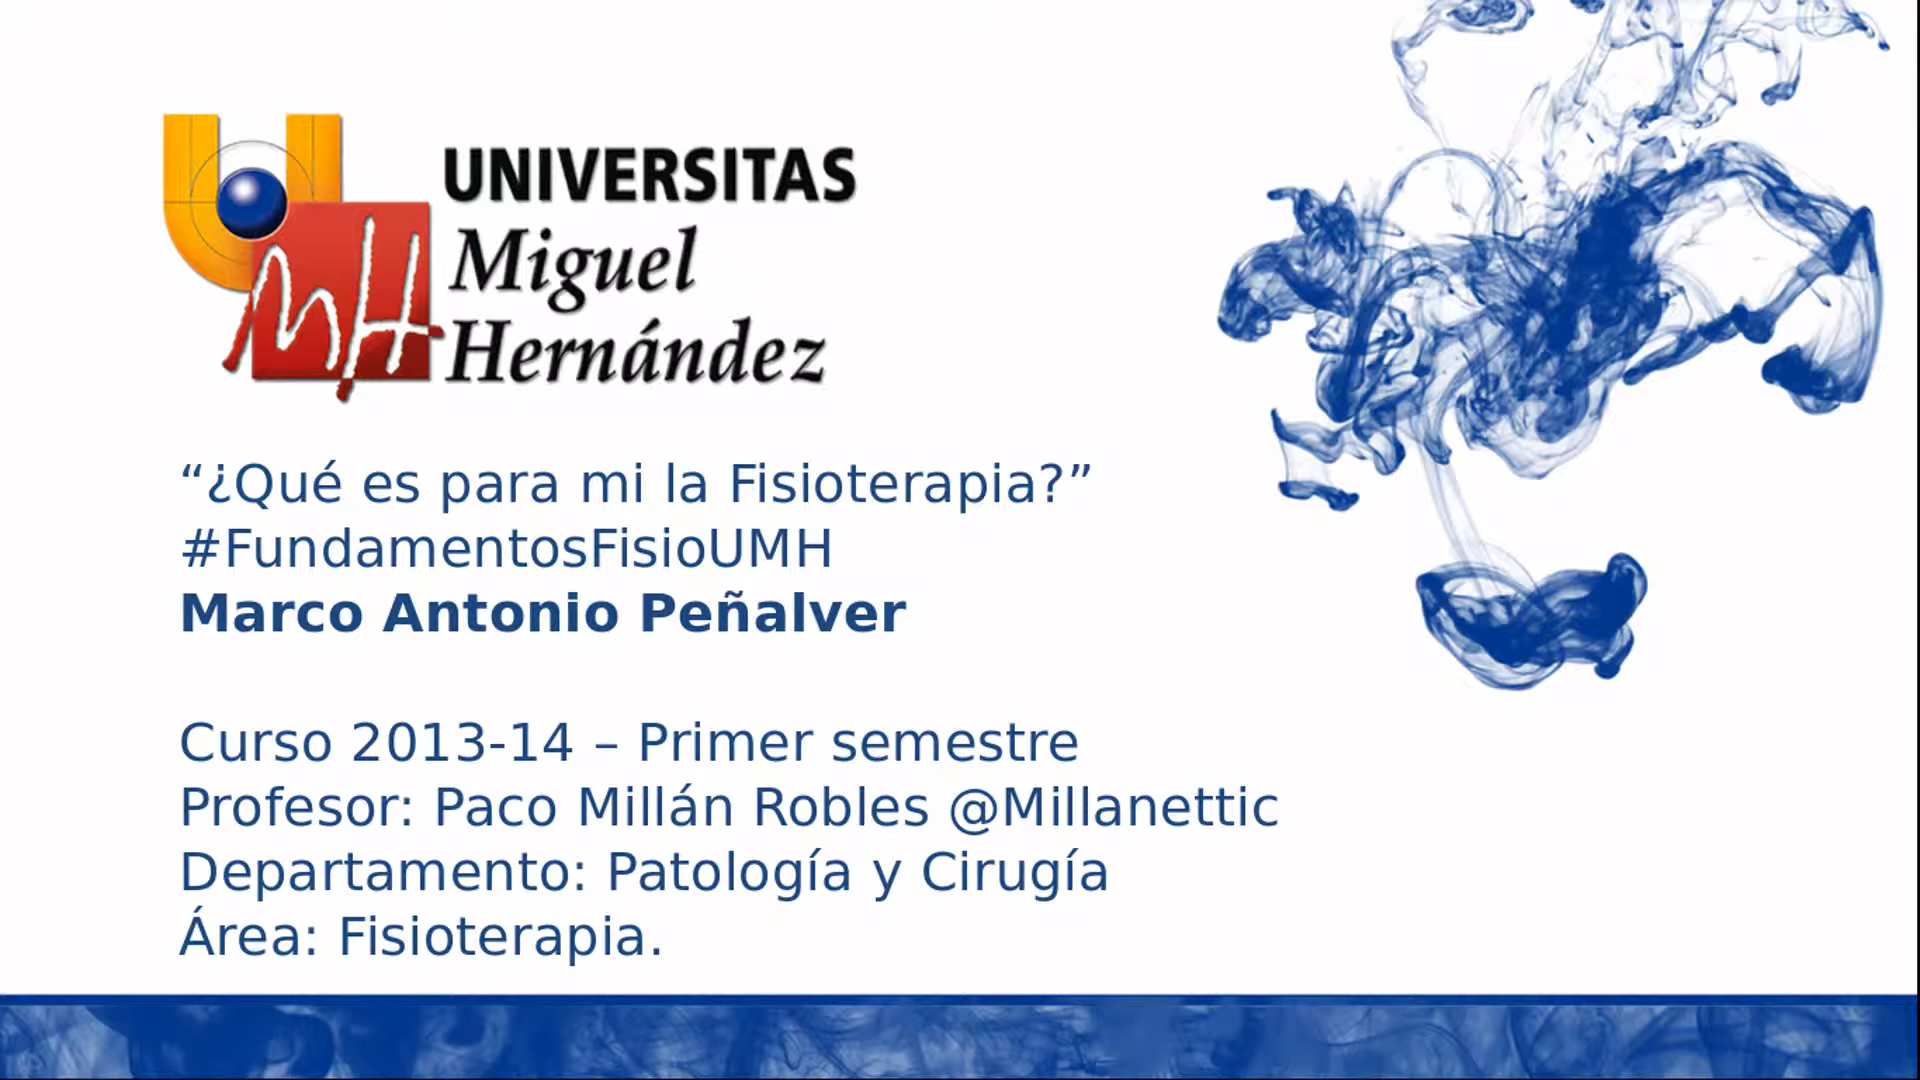 UNIVERSITAS
Miguel
Hernández
UMH
“¿Qué es para mi la Fisioterapia?”
#FundamentosFisioUMH
Marco Antonio Peñalver
Curso 2013-14 – Primer semestre
Profesor: Paco Millán Robles @Millanettic
Departamento: Patología y Cirugía
Área: Fisioterapia.